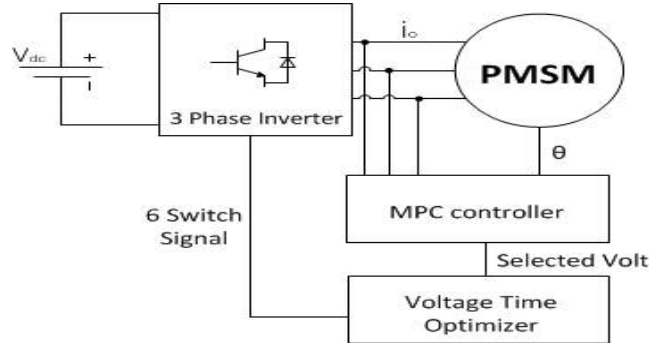 Vdc
+
-
io
PMSM
3 Phase Inverter
θ
6 Switch
Signal
MPC controller
Selected Volt
Voltage Time
Optimizer